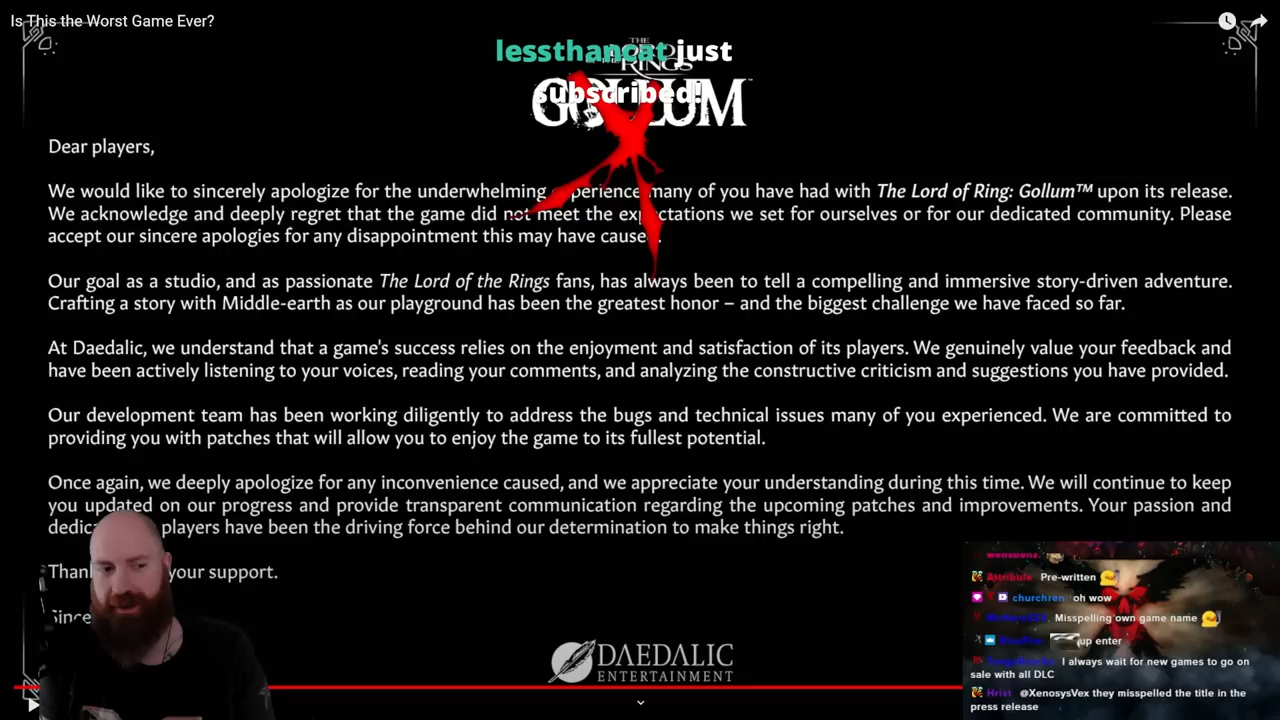 Is This the Worst Game Ever?
lessthancat just
subscribed!
THE
RINGS
GOLLUM
Dear players,
We would like to sincerely apologize for the underwhelming experience many of you have had with The Lord of Ring: Gollum™ upon its release.
We acknowledge and deeply regret that the game did not meet the expectations we set for ourselves or for our dedicated community. Please
accept our sincere apologies for any disappointment this may have cause
Our goal as a studio, and as passionate The Lord of the Rings fans, has always been to tell a compelling and immersive story-driven adventure.
Crafting a story with Middle-earth as our playground has been the greatest honor – and the biggest challenge we have faced so far.
At Daedalic, we understand that a game's success relies on the enjoyment and satisfaction of its players. We genuinely value your feedback and
have been actively listening to your voices, reading your comments, and analyzing the constructive criticism and suggestions you have provided.
Our development team has been working diligently to address the bugs and technical issues many of you experienced. We are committed to
providing you with patches that will allow you to enjoy the game to its fullest potential.
Once again, we deeply apologize for any inconvenience caused, and we appreciate your understanding during this time. We will continue to keep
you updated on our progress and provide transparent communication regarding the upcoming patches and improvements. Your passion and
dedic players have been the driving force behind our determination to make things right.
Than your support.
Since
DAEDALIC
ENTERTAINMENT
Attribule Pre-written
churchren: oh wow
Misspelling own game name
up enter
I always wait for new games to go on
sale with all DLC
Hrist: @XenosysVex they misspelled the title in the
press release